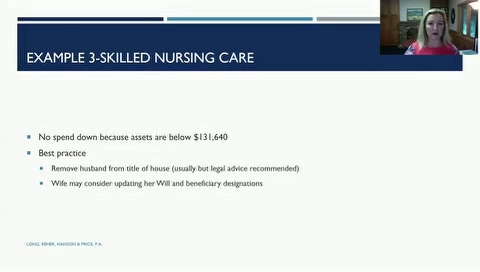 EXAMPLE 3-SKILLED NURSING CARE
No spend down because assets are below $131,640
Best practice
Remove husband from title of house (usually but legal advice recommended)
Wife may consider updating her Will and beneficiary designations
LONG, REHER, HANSON & PRICE, P.A.